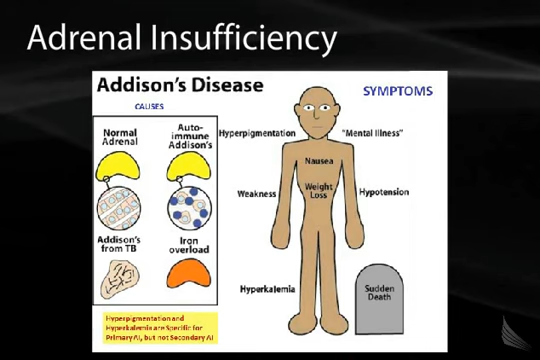 Adrenal Insufficiency
Addison's Disease
CAUSES
Normal
Adrenal
Auto-
immune
Addison's
Addison's
from TB
Iron
overload
Hyperpigmentation and
Hyperkalemia are Specific for
Primary AI, but not Secondary AI
SYMPTOMS
Hyperpigmentation
"Mental Illness"
Nausea
Weakness
Weight
Loss
Hypotension
Hyperkalemia
Sudden
Death